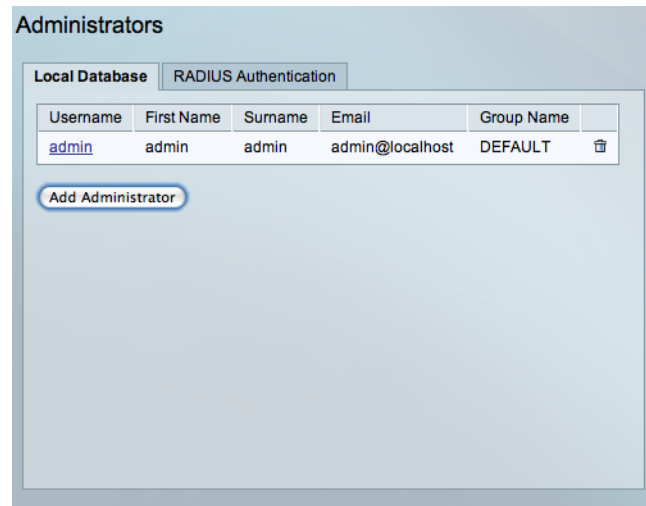 Administrators
Local Database RADIUS Authentication
Username First Name Surname Email Group Name
admin admin admin admin@localhost DEFAULT
Add Administrator